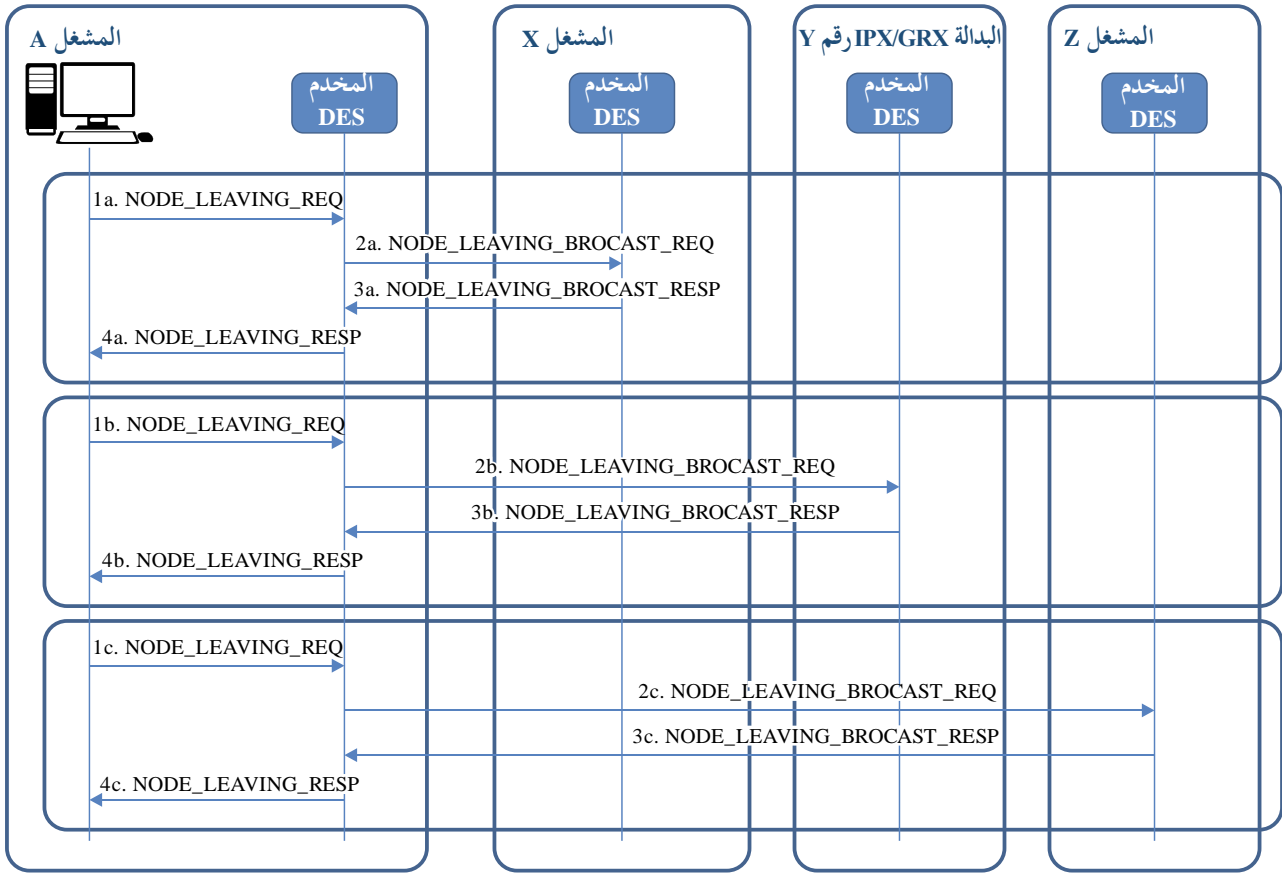 المشغل A
المشغل X
البدالة IPX/GRX رقم Y
المشغل Z
المخدم
DES
المخدم
DES
المخدم
DES
المخدم
DES
1a. NODE_LEAVING_REQ
2a. NODE_LEAVING_BROCAST_REQ
3a. NODE_LEAVING_BROCAST_RESP
4a. NODE_LEAVING_RESP
1b. NODE_LEAVING_REQ
2b. NODE_LEAVING_BROCAST_REQ
3b. NODE_LEAVING_BROCAST_RESP
4b. NODE_LEAVING_RESP
1c. NODE_LEAVING_REQ
2c. NODE_LEAVING_BROCAST_REQ
3c. NODE_LEAVING_BROCAST_RESP
4c. NODE_LEAVING_RESP